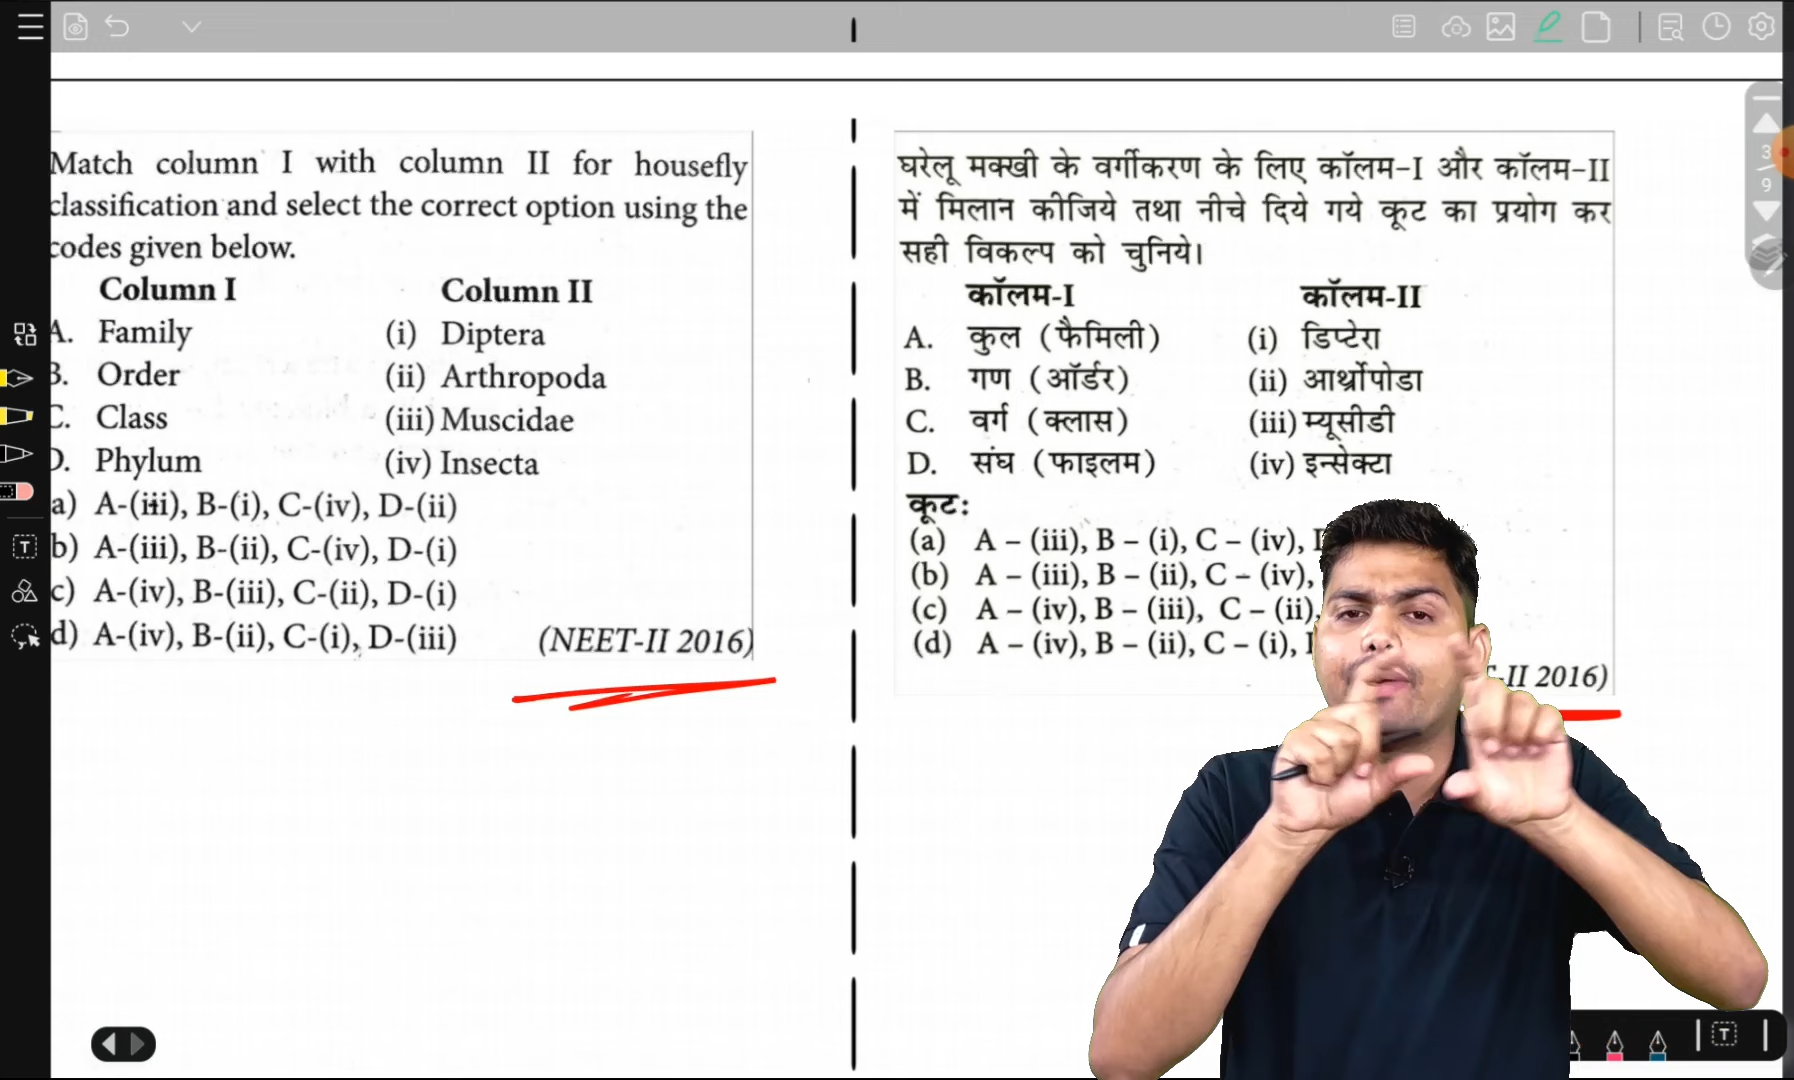 Match column I with column II for housefly
classification and select the correct option using the
codes given below.
Column I Column II
A. Family (i) Diptera
B. Order (ii) Arthropoda
C. Class (iii) Muscidae
D. Phylum (iv) Insecta
a) A-(iii), B-(i), C-(iv), D-(ii)
b) A-(iii), B-(ii), C-(iv), D-(i)
c) A-(iv), B-(iii), C-(ii), D-(i)
d) A-(iv), B-(ii), C-(i), D-(iii) (NEET-II 2016)
घरेलू मक्खी के वर्गीकरण के लिए कॉलम-I और कॉलम-II
में मिलान कीजिये तथा नीचे दिये गये कूट का प्रयोग कर
सही विकल्प को चुनिये।
कॉलम-I कॉलम-II
A. कुल (फैमिली) (i) डिप्टेरा
B. गण (ऑर्डर) (ii) आर्थ्रोपोडा
C. वर्ग (क्लास) (iii) म्यूसीडी
D. संघ (फाइलम) (iv) इन्सेक्टा
कूट:
(a) A – (iii), B – (i), C – (iv),
(b) A – (iii), B – (ii), C – (iv),
(c) A – (iv), B – (iii), C – (ii),
(d) A – (iv), B – (ii), C – (i),
-II 2016)
3
9